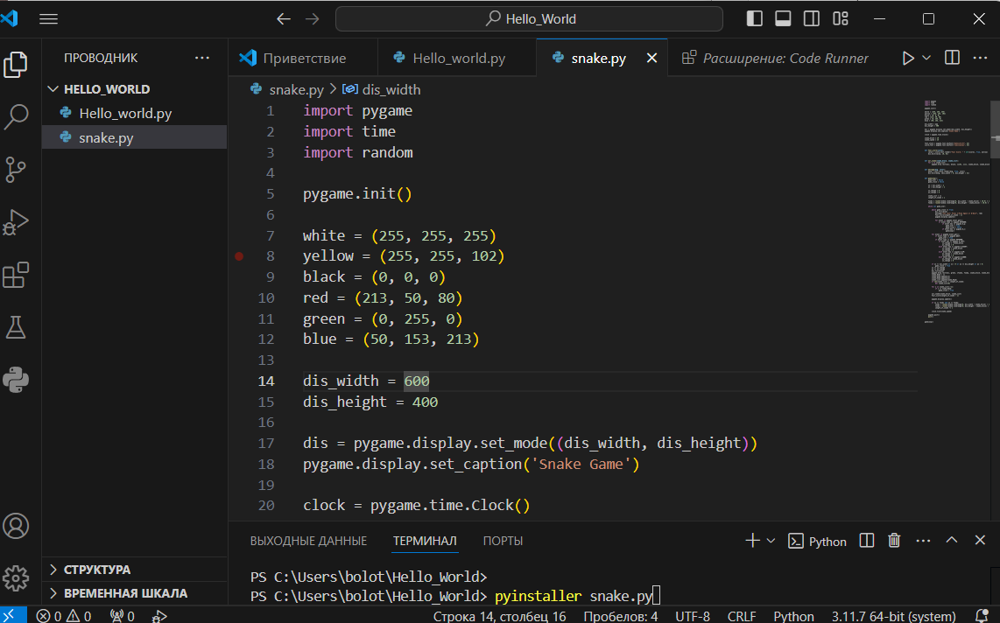 Hello_World
ПРОВОДНИК ...
Приветствие
Hello_world.py
snake.py
Расширение: Code Runner
HELLO_WORLD
Hello_world.py
snake.py
snake.py > dis_width
1 import pygame
2 import time
3 import random
4
5 pygame.init()
6
7 white = (255, 255, 255)
8 yellow = (255, 255, 102)
9 black = (0, 0, 0)
10 red = (213, 50, 80)
11 green = (0, 255, 0)
12 blue = (50, 153, 213)
13
14 dis_width = 600
15 dis_height = 400
16
17 dis = pygame.display.set_mode((dis_width, dis_height))
18 pygame.display.set_caption('Snake Game')
19
20 clock = pygame.time.Clock()
ВЫХОДНЫЕ ДАННЫЕ ТЕРМИНАЛ ПОРТЫ
Python
PS C:\Users\bolot\Hello_World>
PS C:\Users\bolot\Hello_World> pyinstaller snake.py
СТРУКТУРА
ВРЕМЕННАЯ ШКАЛА
0 0 0 Строка 14, столбец 16 Пробелов: 4 UTF-8 CRLF Python 3.11.7 64-bit (system)